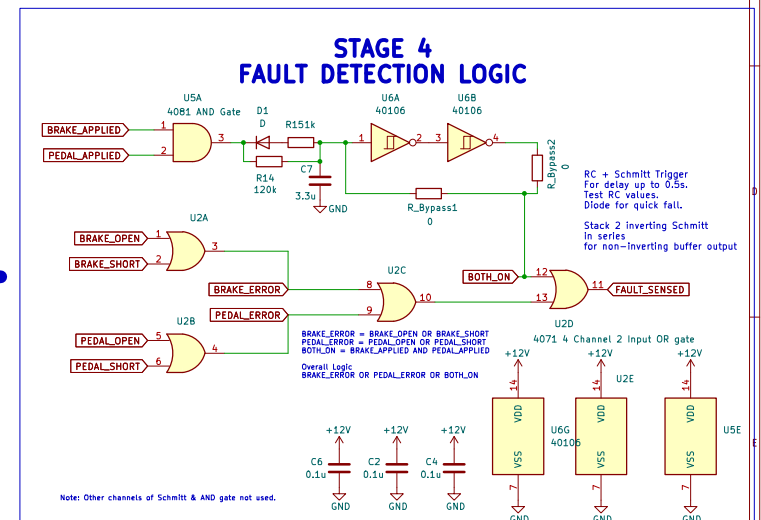 STAGE 4
FAULT DETECTION LOGIC
U5A
4081 AND Gate
BRAKE_APPLIED
PEDAL_APPLIED
1
2
3
D1
D
R151k
R14
120k
C7
3.3u
GND
U6A
40106
1
2
U6B
40106
3
4
R_Bypass2
0
R_Bypass1
0
RC + Schmitt Trigger
For delay up to 0.5s.
Test RC values.
Diode for quick fall.
Stack 2 inverting Schmitt
in series
for non-inverting buffer output
D
U2A
BRAKE_OPEN
BRAKE_SHORT
1
2
3
BRAKE_ERROR
PEDAL_ERROR
U2C
8
9
10
BOTH_ON
12
13
11
FAULT_SENSED
U2D
4071 4 Channel 2 Input OR gate
U2B
PEDAL_OPEN
PEDAL_SHORT
5
6
4
BRAKE_ERROR = BRAKE_OPEN OR BRAKE_SHORT
PEDAL_ERROR = PEDAL_OPEN OR PEDAL_SHORT
BOTH_ON = BRAKE_APPLIED AND PEDAL_APPLIED
Overall Logic
BRAKE_ERROR OR PEDAL_ERROR OR BOTH_ON
+12V
+12V
+12V
14
14
14
U2E
VDD
VDD
VDD
U6G
40106
U5E
E
VSS
VSS
VSS
7
7
7
GND
GND
GND
+12V
+12V
+12V
C6
0.1u
C2
0.1u
C4
0.1u
GND
GND
GND
Note: Other channels of Schmitt & AND gate not used.